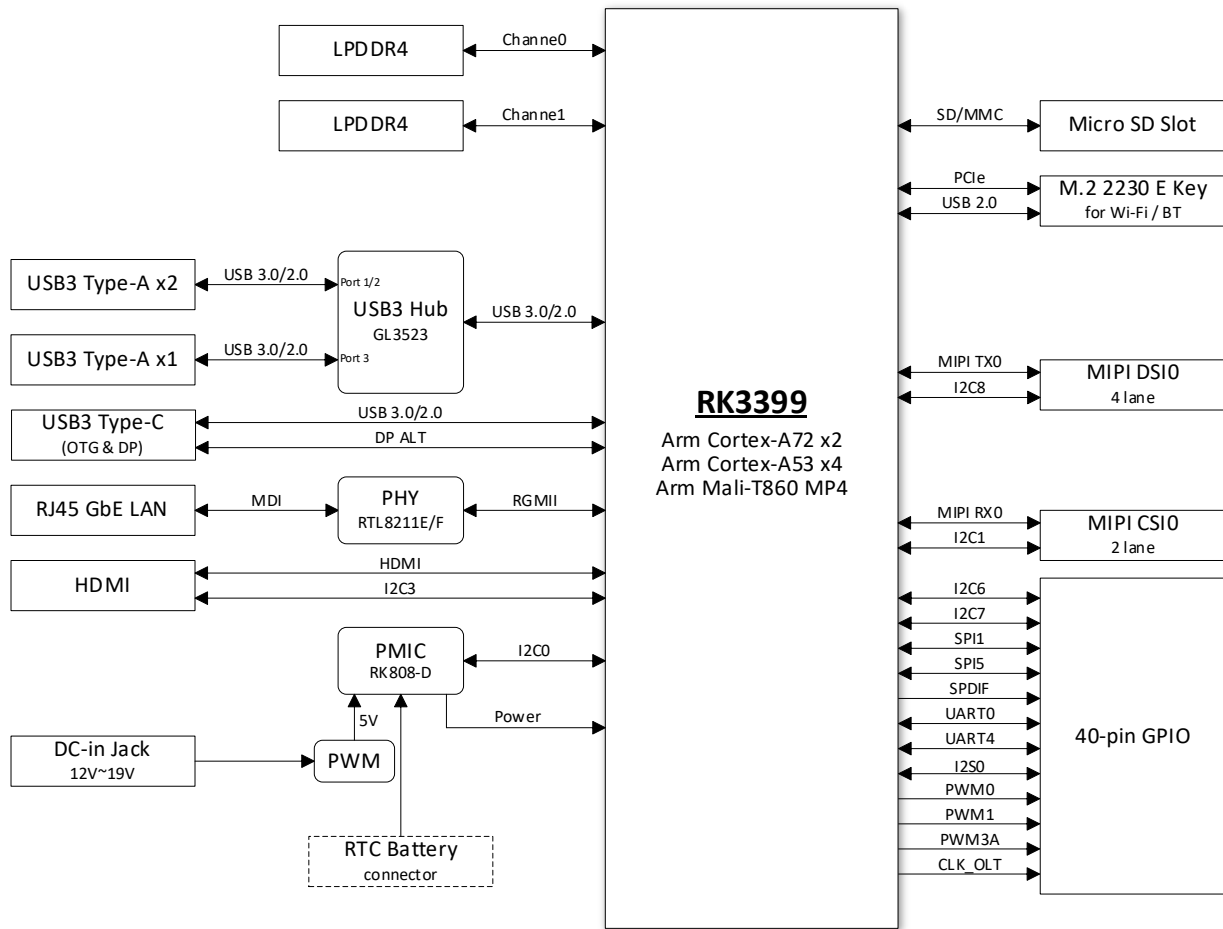 LPDDR4
Channe0
LPDDR4
Channe1
USB3 Type-A x2
USB 3.0/2.0
Port 1/2
USB3 Hub
GL3523
USB 3.0/2.0
USB3 Type-A x1
USB 3.0/2.0
Port 3
USB3 Type-C
(OTG & DP)
USB 3.0/2.0
DP ALT
RJ45 GbE LAN
MDI
PHY
RTL8211E/F
RGMII
HDMI
HDMI
I2C3
PMIC
RK808-D
I2C0
Power
5V
DC-in Jack
12V~19V
PWM
RTC Battery
connector
RK3399
Arm Cortex-A72 x2
Arm Cortex-A53 x4
Arm Mali-T860 MP4
SD/MMC
Micro SD Slot
PCIe
USB 2.0
M.2 2230 E Key
for Wi-Fi / BT
MIPI TX0
I2C8
MIPI DSI0
4 lane
MIPI RX0
I2C1
MIPI CSI0
2 lane
I2C6
I2C7
SPI1
SPI5
SPDIF
UART0
UART4
I2S0
PWM0
PWM1
PWM3A
CLK_OLT
40-pin GPIO